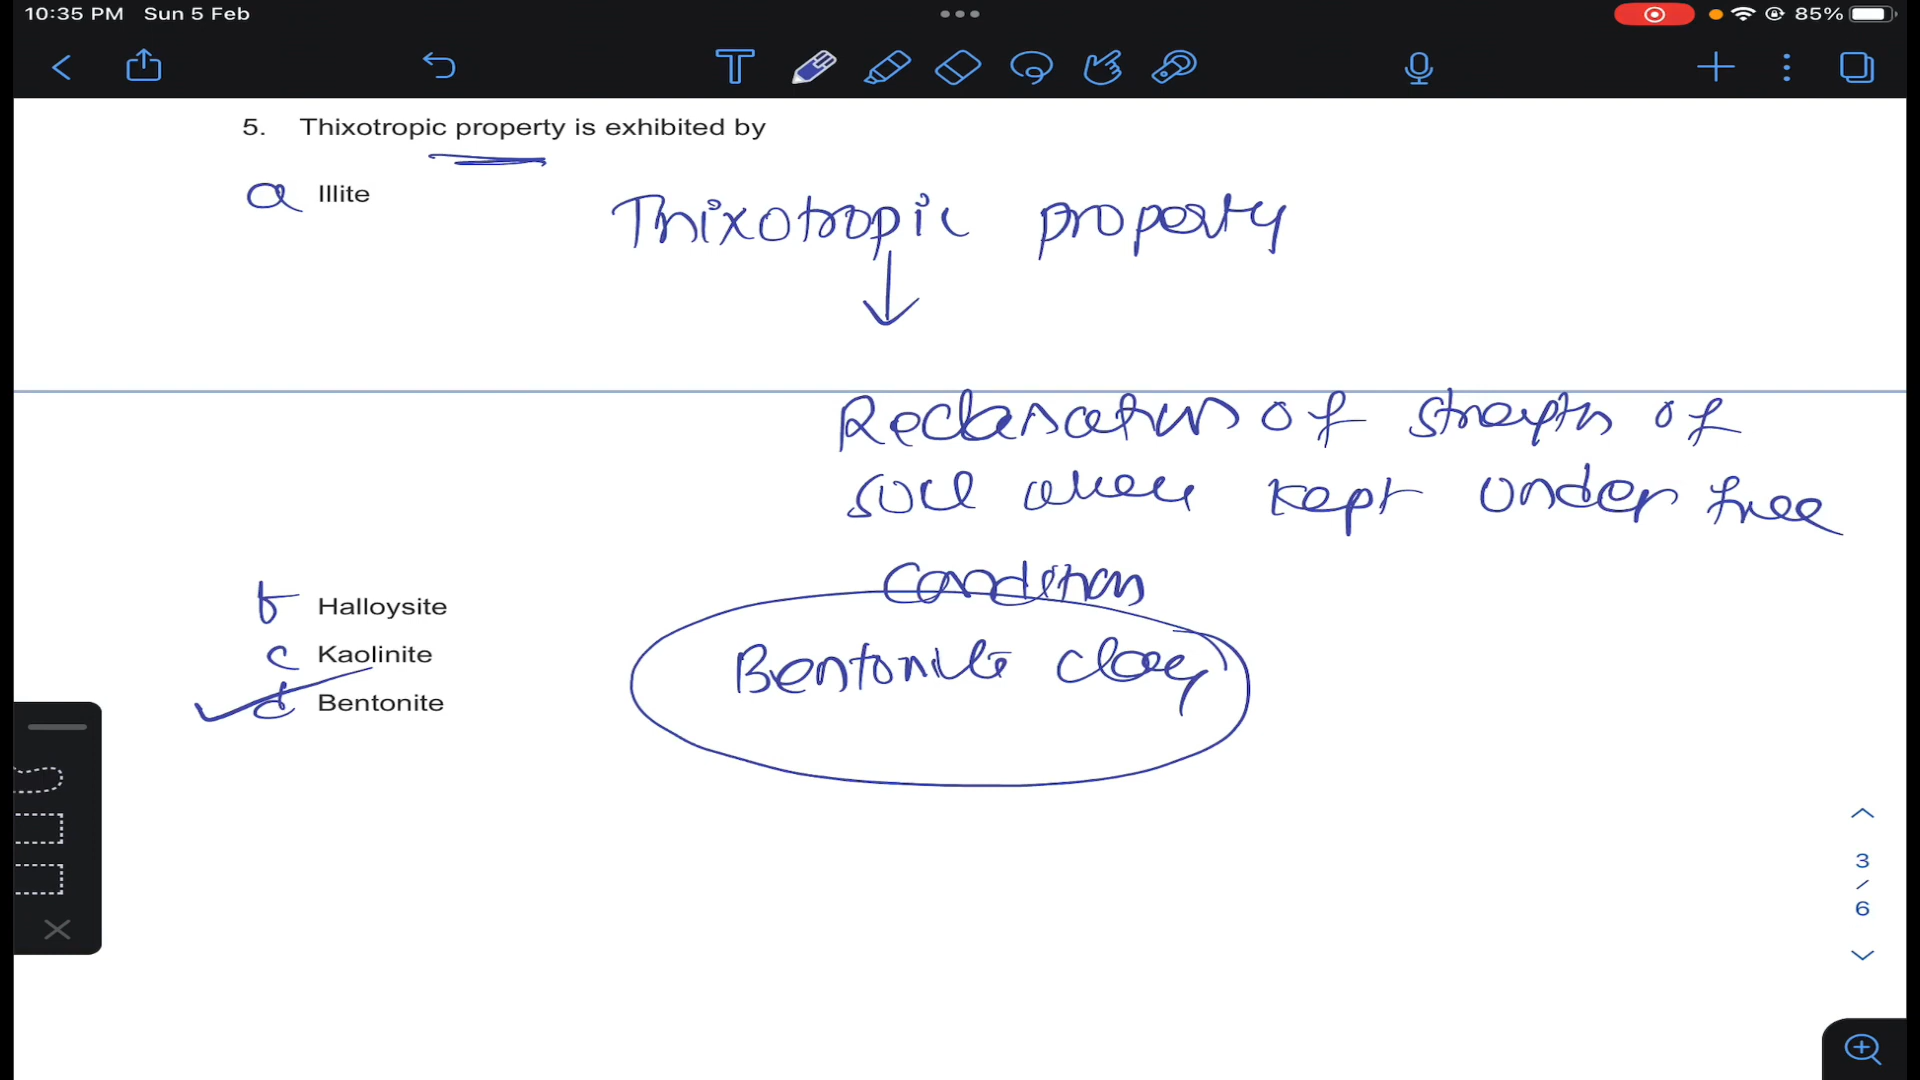 10:35 PM Sun 5 Feb
85%
5. Thixotropic property is exhibited by
a Illite
Thixotropic property
Reclamation of strength of
soil when kept under free
condition
b Halloysite
c Kaolinite
d Bentonite
Bentonite clay
3
/
6